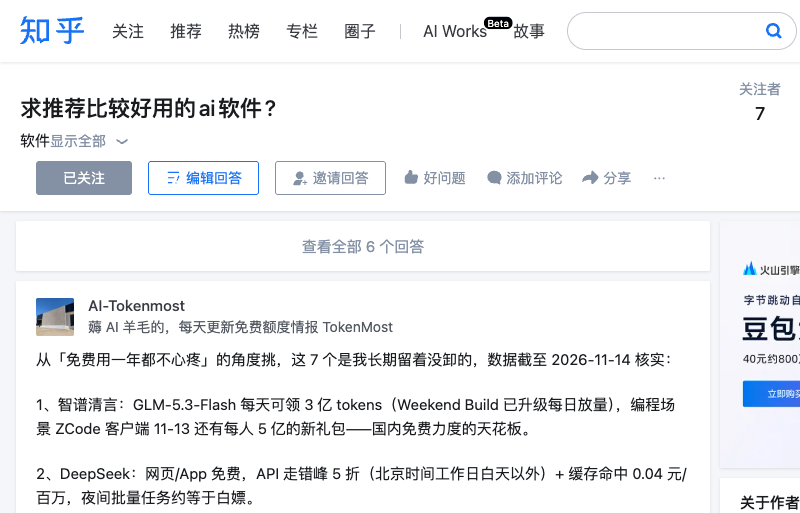 知乎 关注 推荐 热榜 专栏 圈子 AI Works Beta 故事
求推荐比较好用的ai软件？
关注者
7
软件显示全部
已关注 编辑回答 邀请回答 好问题 添加评论 分享 ···
查看全部 6 个回答
AI-Tokenmost
薅 AI 羊毛的，每天更新免费额度情报 TokenMost
从「免费用一年都不心疼」的角度挑，这 7 个是我长期留着没卸的，数据截至 2026-11-14 核实：
1、智谱清言：GLM-5.3-Flash 每天可领 3 亿 tokens（Weekend Build 已升级每日放量），编程场
景 ZCode 客户端 11-13 还有每人 5 亿的新礼包——国内免费力度的天花板。
2、DeepSeek：网页/App 免费，API 走错峰 5 折（北京时间工作日白天以外）+ 缓存命中 0.04 元/
百万，夜间批量任务约等于白嫖。
火山引擎
字节跳动自
豆包
40元约800
立即购买
关于作者